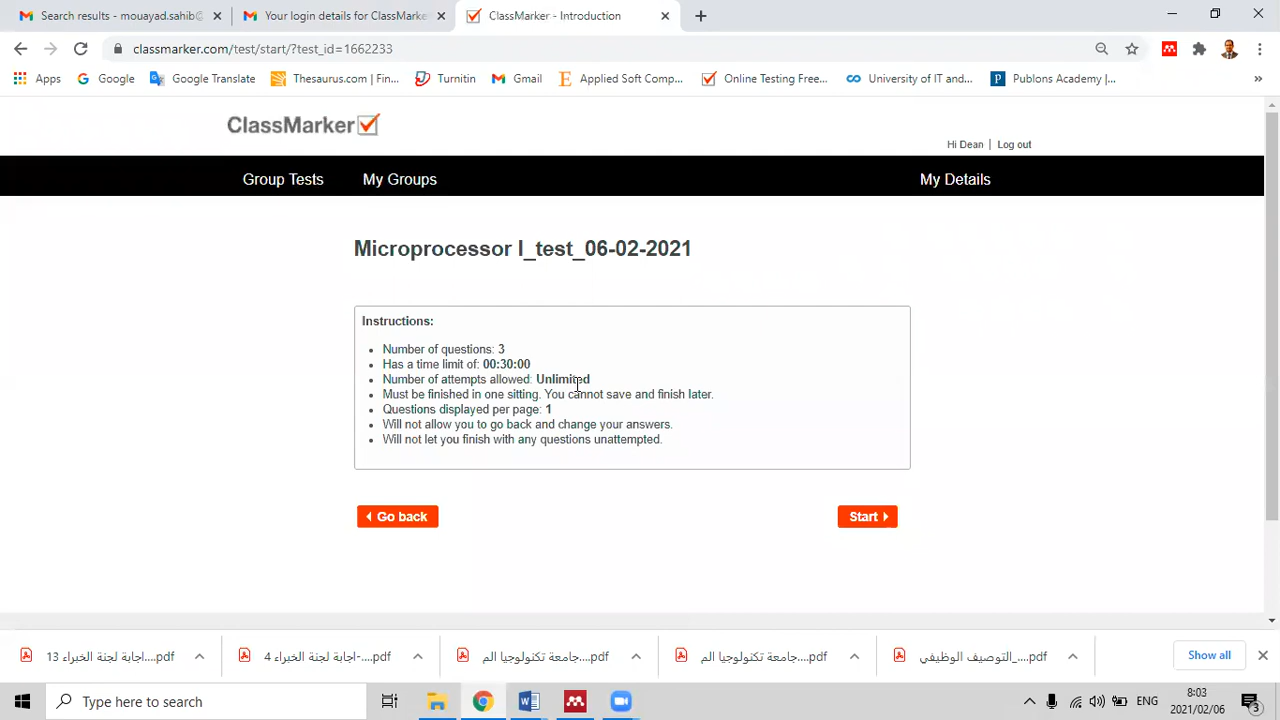 Search results - mouayad.sahib@
Your login details for ClassMarke
ClassMarker - Introduction
classmarker.com/test/start/?test_id=1662233
Apps
Google
Google Translate
Thesaurus.com | Fin...
Turnitin
Gmail
Applied Soft Comp...
Online Testing Free...
University of IT and...
Publons Academy |...
»
ClassMarker
Hi Dean | Log out
Group Tests
My Groups
My Details
Microprocessor I_test_06-02-2021
Instructions:
• Number of questions: 3
• Has a time limit of: 00:30:00
• Number of attempts allowed: Unlimited
• Must be finished in one sitting. You cannot save and finish later.
• Questions displayed per page: 1
• Will not allow you to go back and change your answers.
• Will not let you finish with any questions unattempted.
Go back
Start
اجابة لجنة الخبراء 13....pdf
اجابة لجنة الخبراء 4-....pdf
جامعة تكنولوجيا الم....pdf
جامعة تكنولوجيا الم....pdf
التوصيف الوظيفي_....pdf
Show all
Type here to search
ENG
8:03
2021/02/06
3